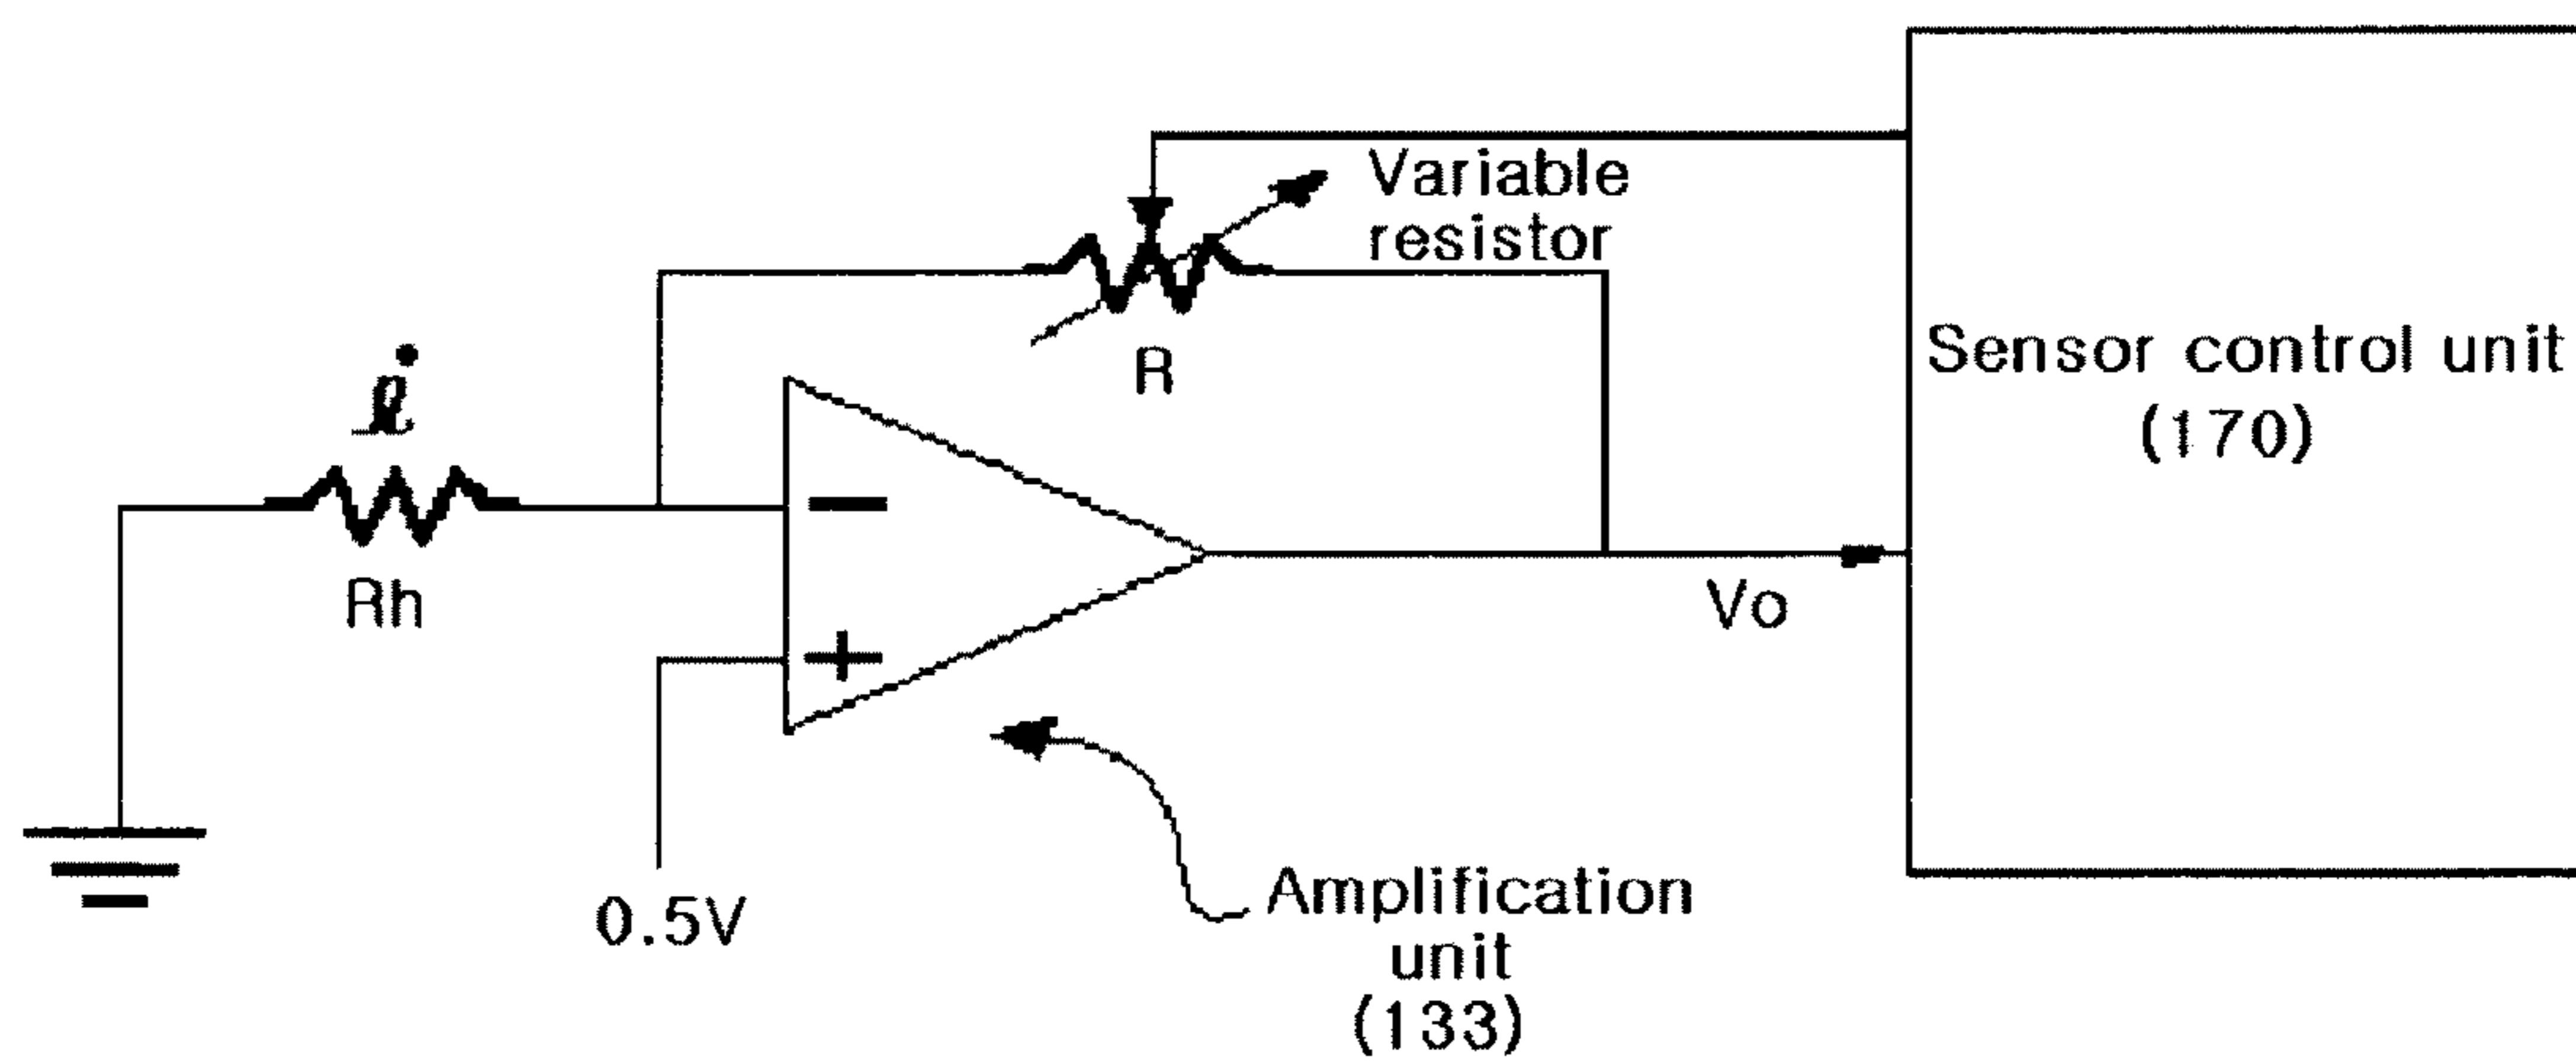 Variable
resistor
R
i
Rh
−
+
0.5V
Vo
Sensor control unit
(170)
Amplification
unit
(133)